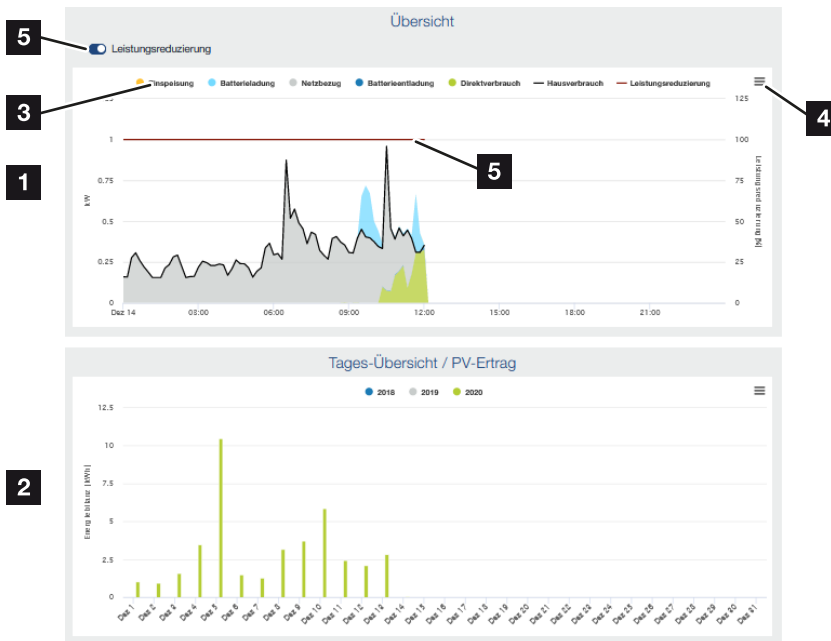 Übersicht
5
Leistungsreduzierung
Einspeisung Batterieladung Netzbezug Batterieentladung Direktverbrauch Hausverbrauch Leistungsreduzierung
3
4
125
1 100
5
1
0.75 75
kW
Leistungsreduzierung [%]
0.5 50
0.25 25
0 0
Dez 14 03:00 06:00 09:00 12:00 15:00 18:00 21:00
Tages-Übersicht / PV-Ertrag
2018 2019 2020
12.5
10
7.5
2
Energiebilanz [kWh]
5
2.5
0
Dez 1 Dez 2 Dez 3 Dez 4 Dez 5 Dez 6 Dez 7 Dez 8 Dez 9 Dez 10 Dez 11 Dez 12 Dez 13 Dez 14 Dez 15 Dez 16 Dez 17 Dez 18 Dez 19 Dez 20 Dez 21 Dez 22 Dez 23 Dez 24 Dez 25 Dez 26 Dez 27 Dez 28 Dez 29 Dez 30 Dez 31